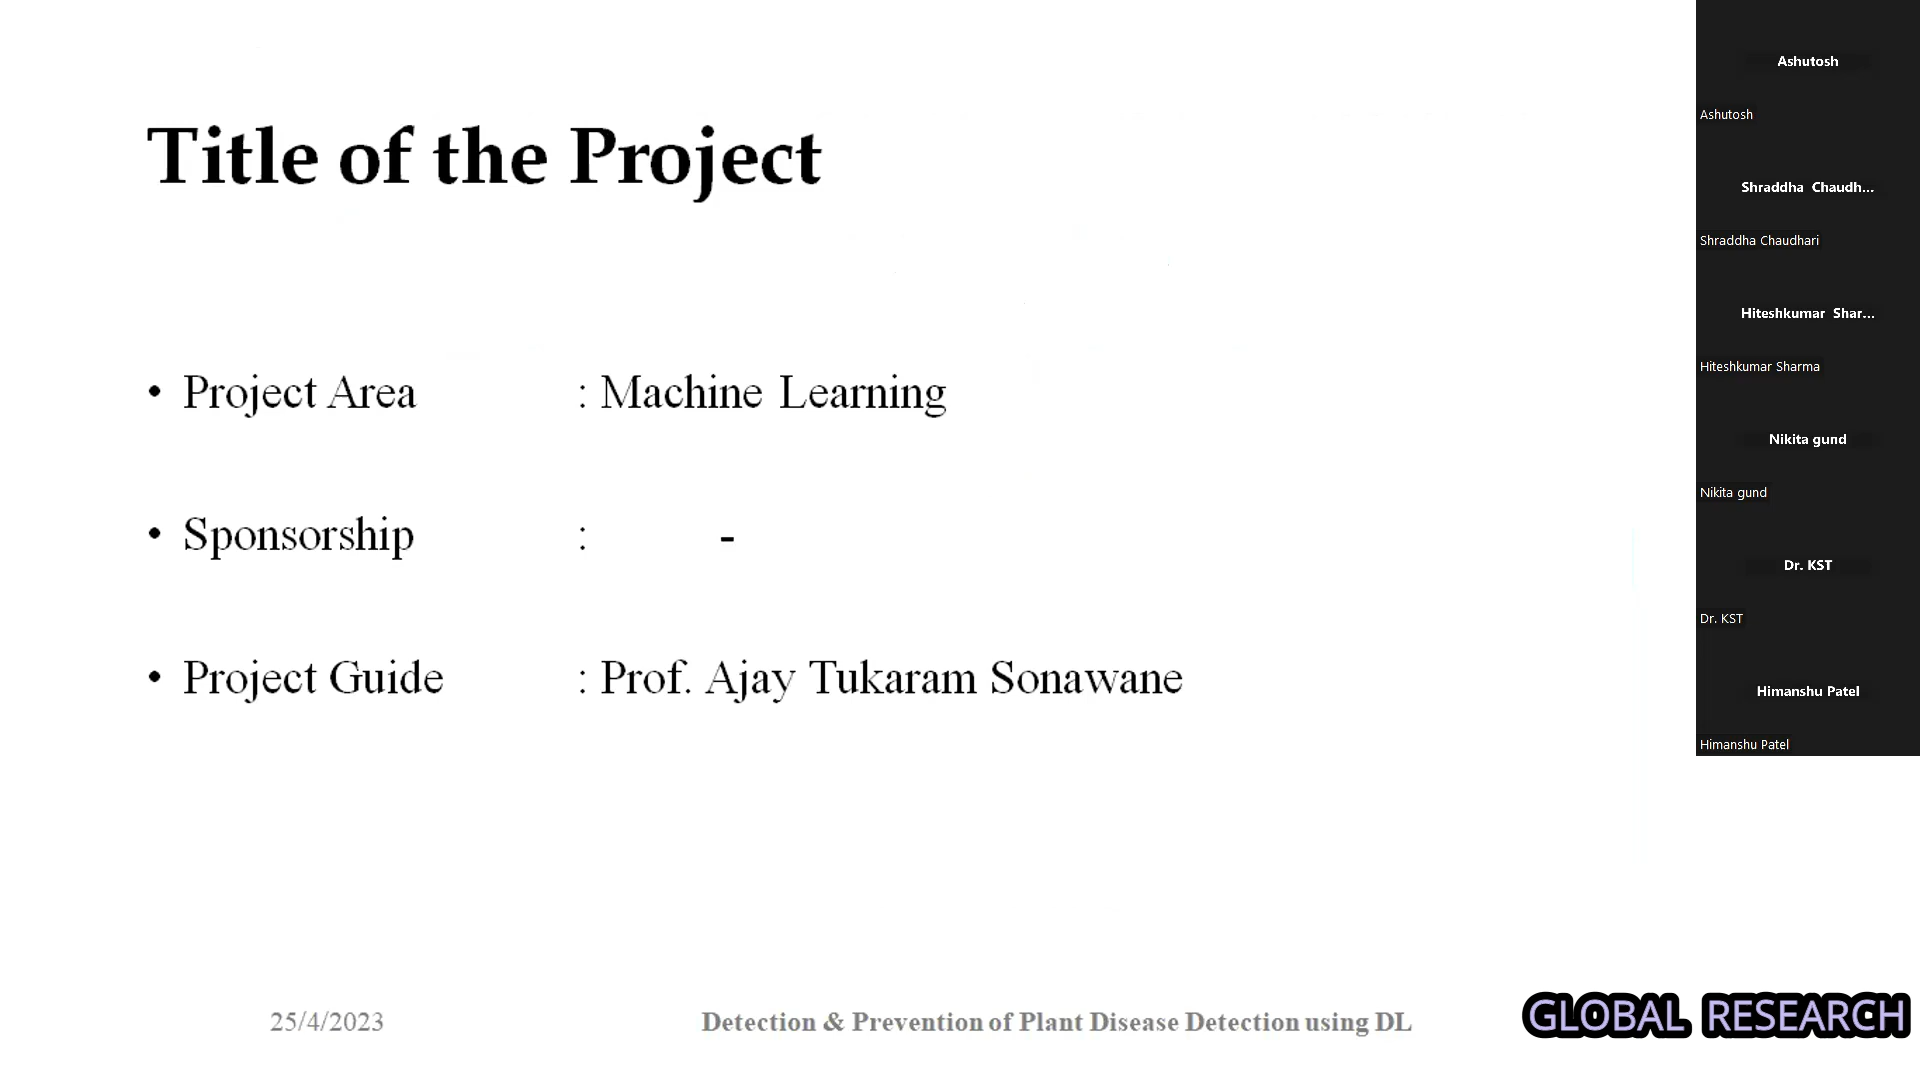 Title of the Project
• Project Area : Machine Learning
• Sponsorship : -
• Project Guide : Prof. Ajay Tukaram Sonawane
25/4/2023
Detection & Prevention of Plant Disease Detection using DL
GLOBAL RESEARCH
Ashutosh
Ashutosh
Shraddha Chaudh...
Shraddha Chaudhari
Hiteshkumar Shar...
Hiteshkumar Sharma
Nikita gund
Nikita gund
Dr. KST
Dr. KST
Himanshu Patel
Himanshu Patel